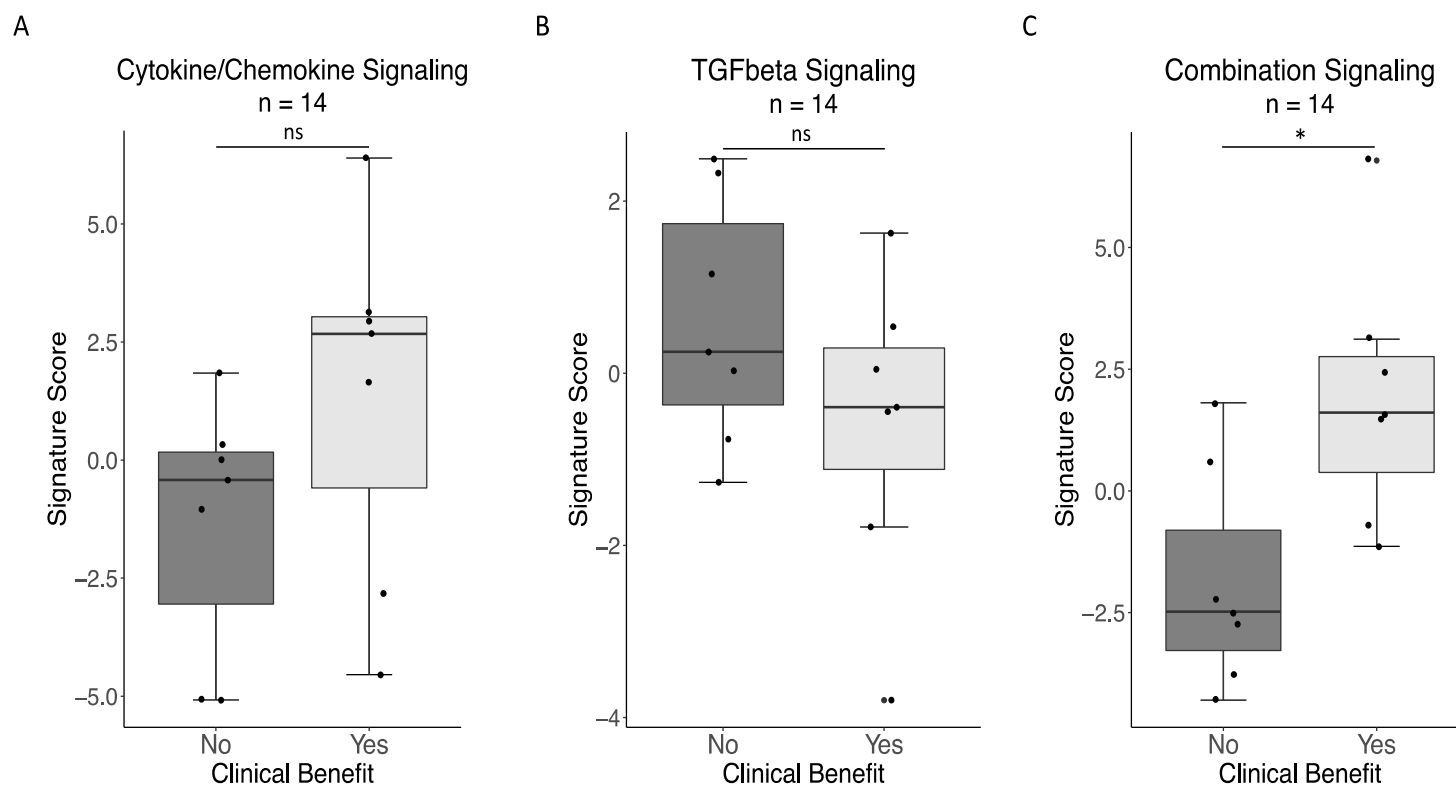 A
Cytokine/Chemokine Signaling
n = 14
ns
5.0
2.5
0.0
−2.5
−5.0
Signature Score
No
Yes
Clinical Benefit
B
TGFbeta Signaling
n = 14
ns
2
0
−2
−4
Signature Score
No
Yes
Clinical Benefit
C
Combination Signaling
n = 14
*
5.0
2.5
0.0
−2.5
Signature Score
No
Yes
Clinical Benefit